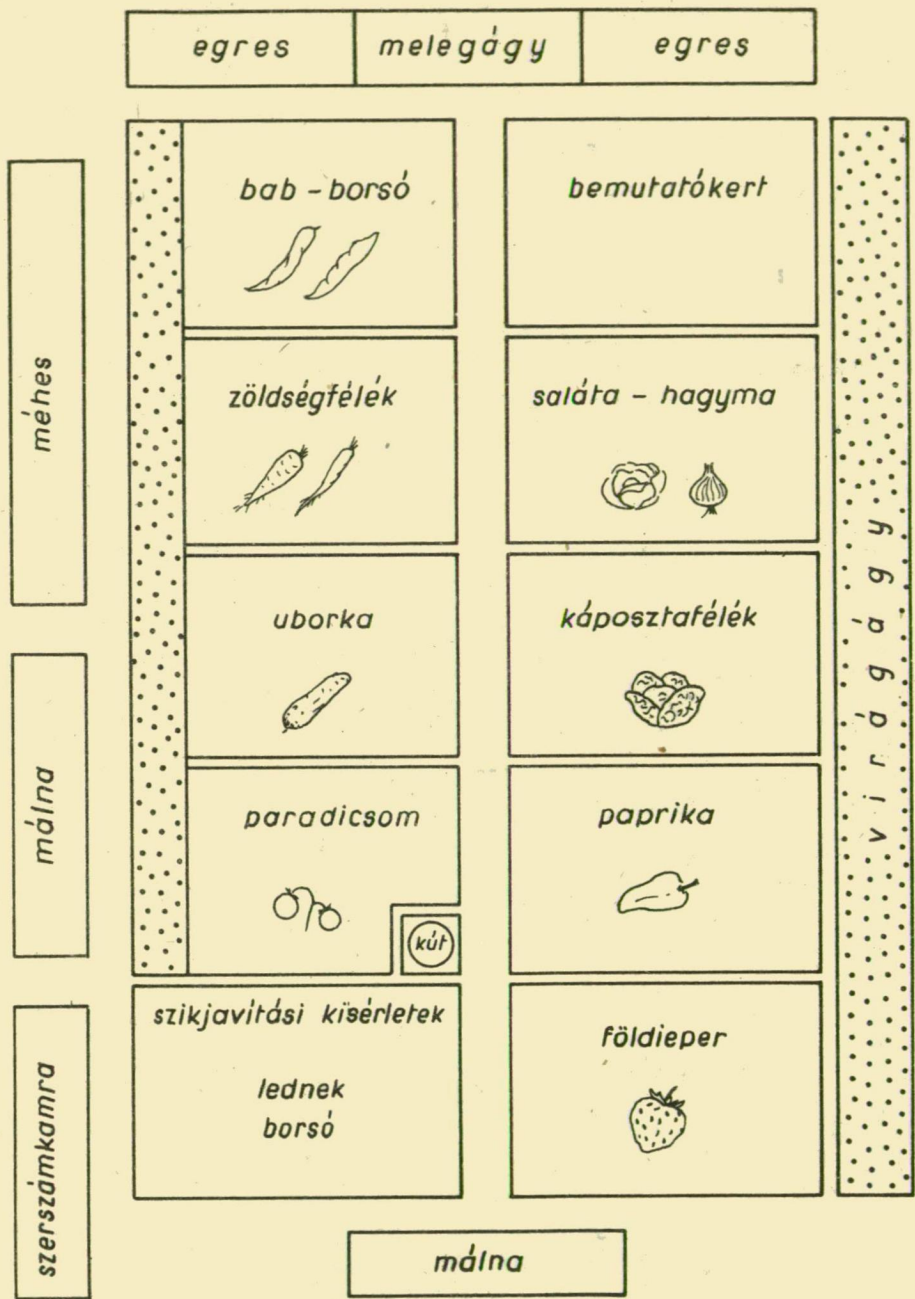 egres
melegágy
egres
bab - borsó
bemutatókert
méhes
zöldségfélék
saláta - hagyma
virágágy
uborka
káposztafélék
málna
paradicsom
kút
paprika
szikjavítási kísérletek
lednek
borsó
földieper
szerszámkamra
málna